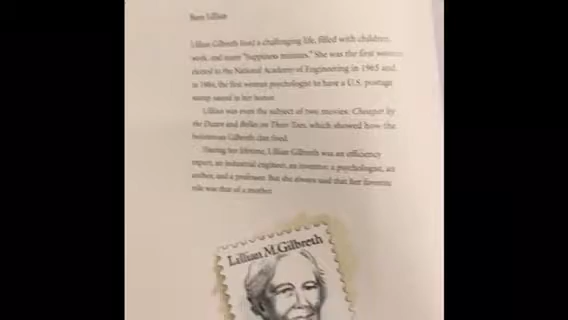 Lillian
Lillian Gilbreth lived a challenging life, filled with children,
work, and many "happiness minutes." She was the first woman
elected to the National Academy of Engineering in 1965 and,
in 1984, the first woman psychologist to have a U.S. postage
stamp issued in her honor.
Lillian was even the subject of two movies, Cheaper by
the Dozen and Belles on Their Toes, which showed how the
boisterous Gilbreth clan lived.
During her lifetime, Lillian Gilbreth was an efficiency
expert, an industrial engineer, an inventor, a psychologist, an
author, and a professor. But she always said that her favorite
role was that of a mother.
Lillian M. Gilbreth